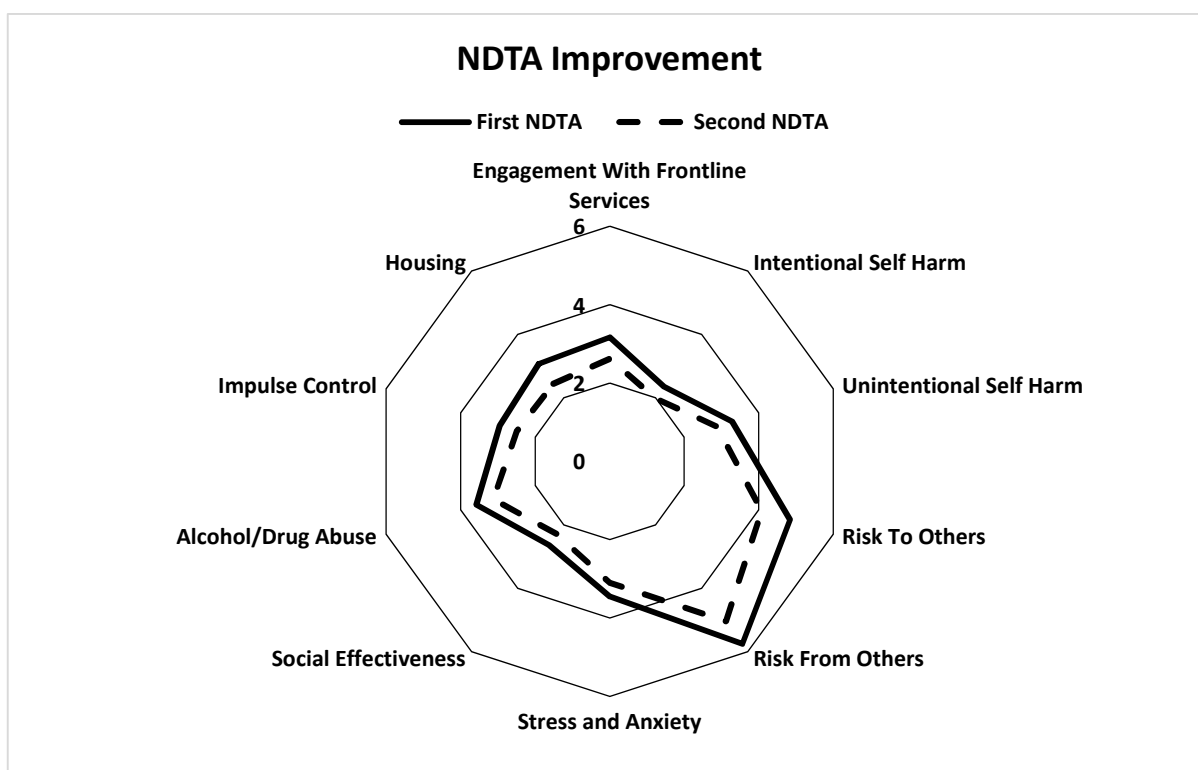 NDTA Improvement
First NDTA
Second NDTA
Engagement With Frontline
Services
6
Housing
Intentional Self Harm
4
Impulse Control
Unintentional Self Harm
2
0
Alcohol/Drug Abuse
Risk To Others
Social Effectiveness
Risk From Others
Stress and Anxiety